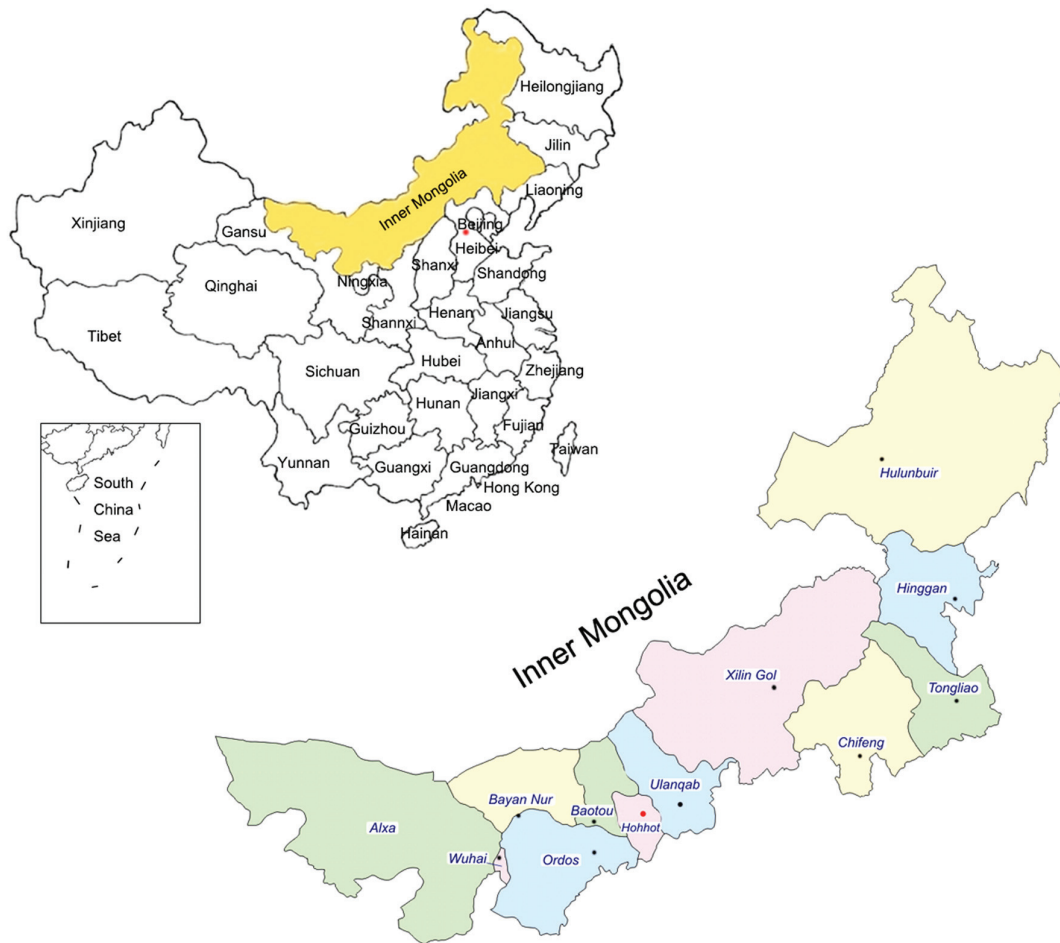 Heilongjiang
Jilin
Liaoning
Inner Mongolia
Xinjiang
Gansu
Beijing
Heibei
Shanxi
Shandong
Ningxia
Qinghai
Henan
Jiangsu
Shannxi
Tibet
Anhui
Hubei
Sichuan
Zhejiang
Hunan
Jiangxi
Guizhou
Fujian
Taiwan
Yunnan
Guangxi
Guangdong
Hong Kong
Macao
Hainan
South
China
Sea
Inner Mongolia
Hulunbuir
Hinggan
Xilin Gol
Tongliao
Chifeng
Ulanqab
Bayan Nur
Baotou
Hohhot
Alxa
Wuhai
Ordos